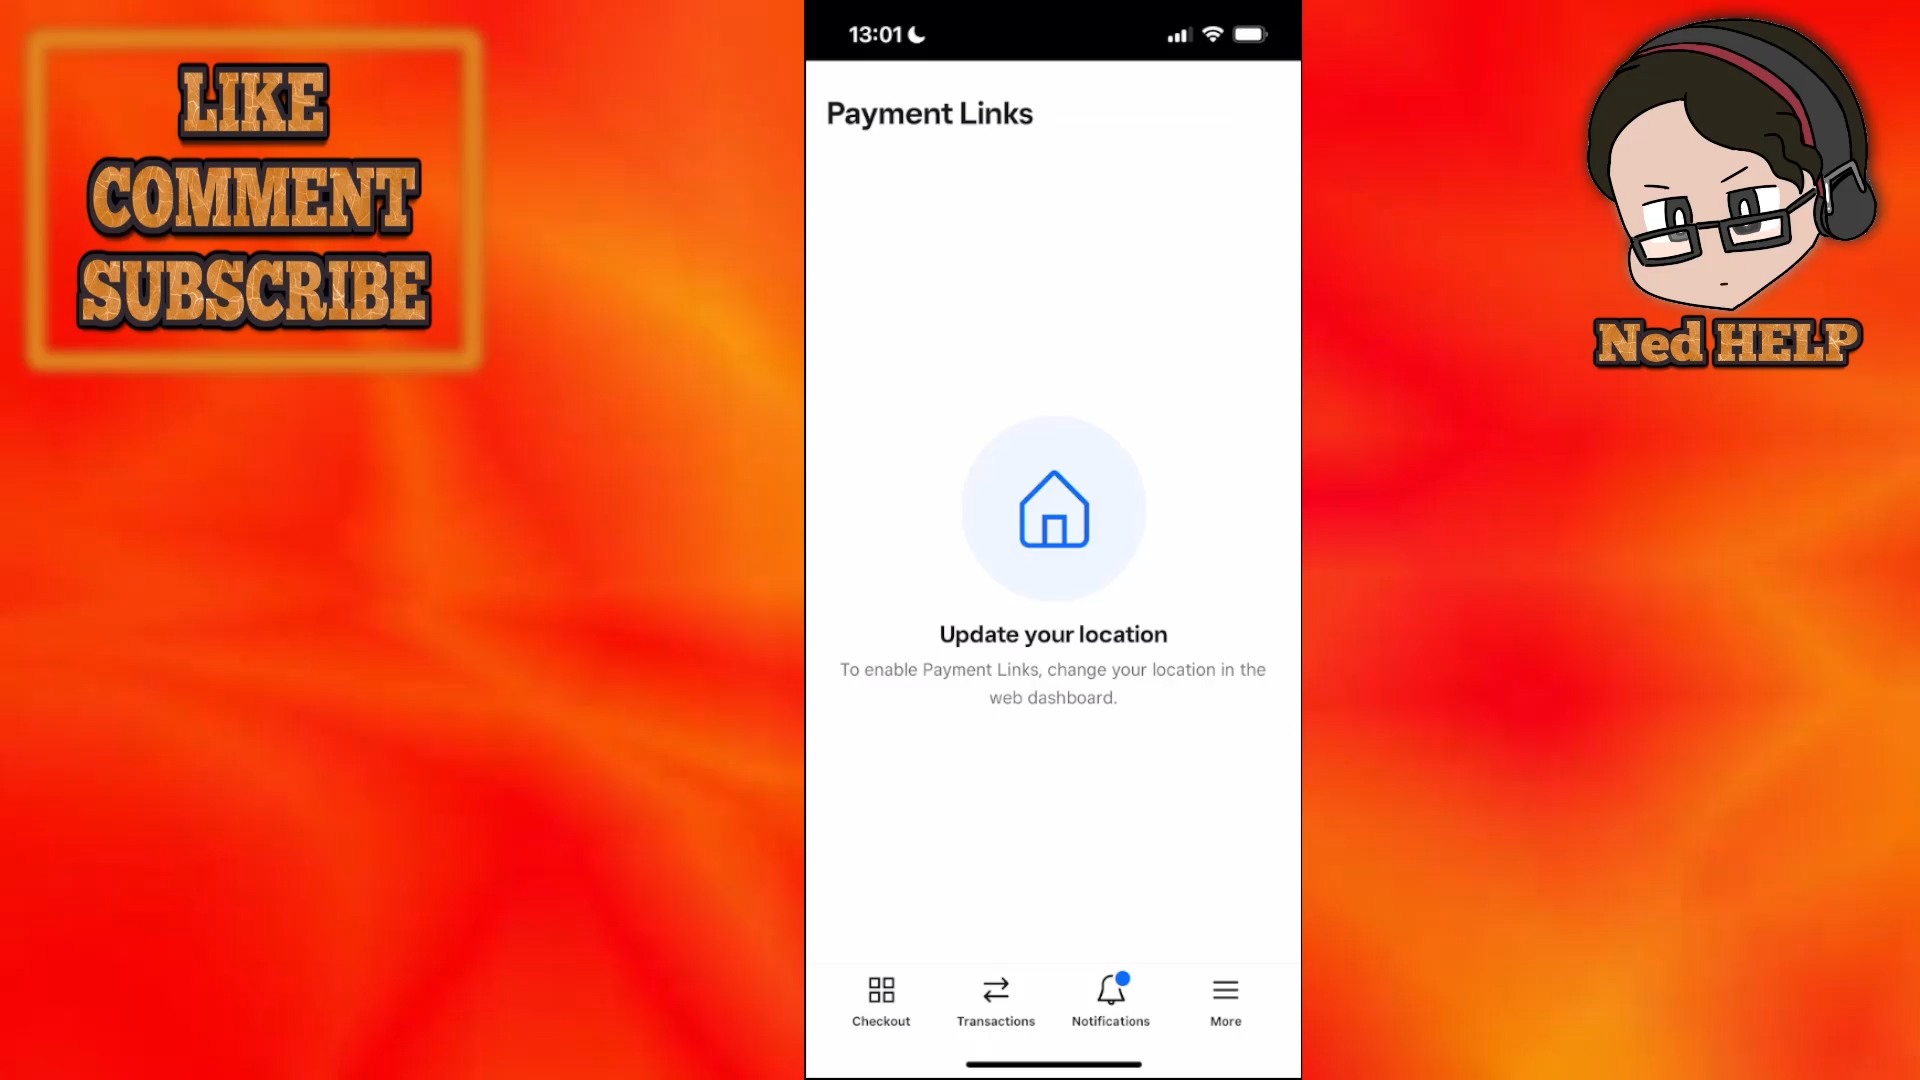 LIKE
COMMENT
SUBSCRIBE
13:01
Payment Links
Update your location
To enable Payment Links, change your location in the
web dashboard.
Checkout
Transactions
Notifications
More
Ned HELP